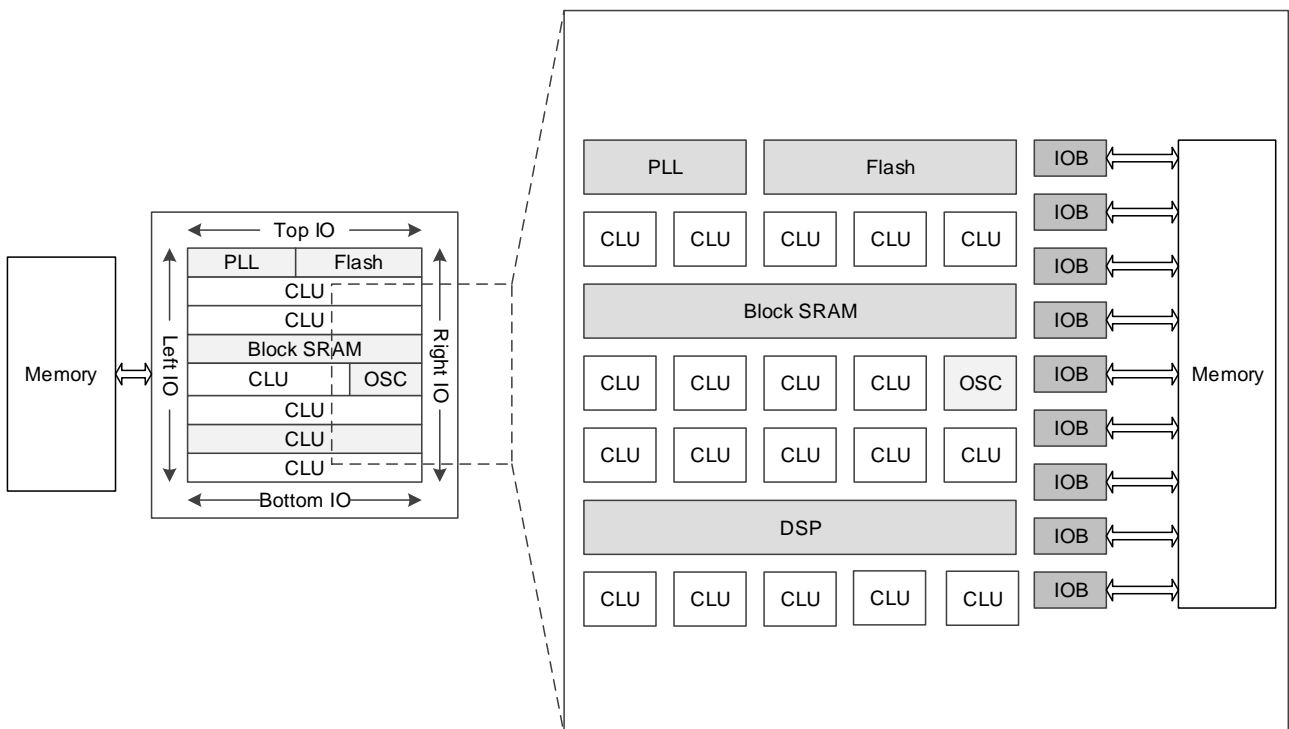 Top IO
PLL Flash
CLU
CLU
Block SRAM
CLU OSC
CLU
CLU
CLU
Bottom IO
Left IO
Right IO
Memory
PLL Flash IOB
CLU CLU CLU CLU CLU IOB
IOB
Block SRAM IOB
CLU CLU CLU CLU OSC IOB
CLU CLU CLU CLU CLU IOB
IOB
DSP IOB
CLU CLU CLU CLU CLU IOB
Memory